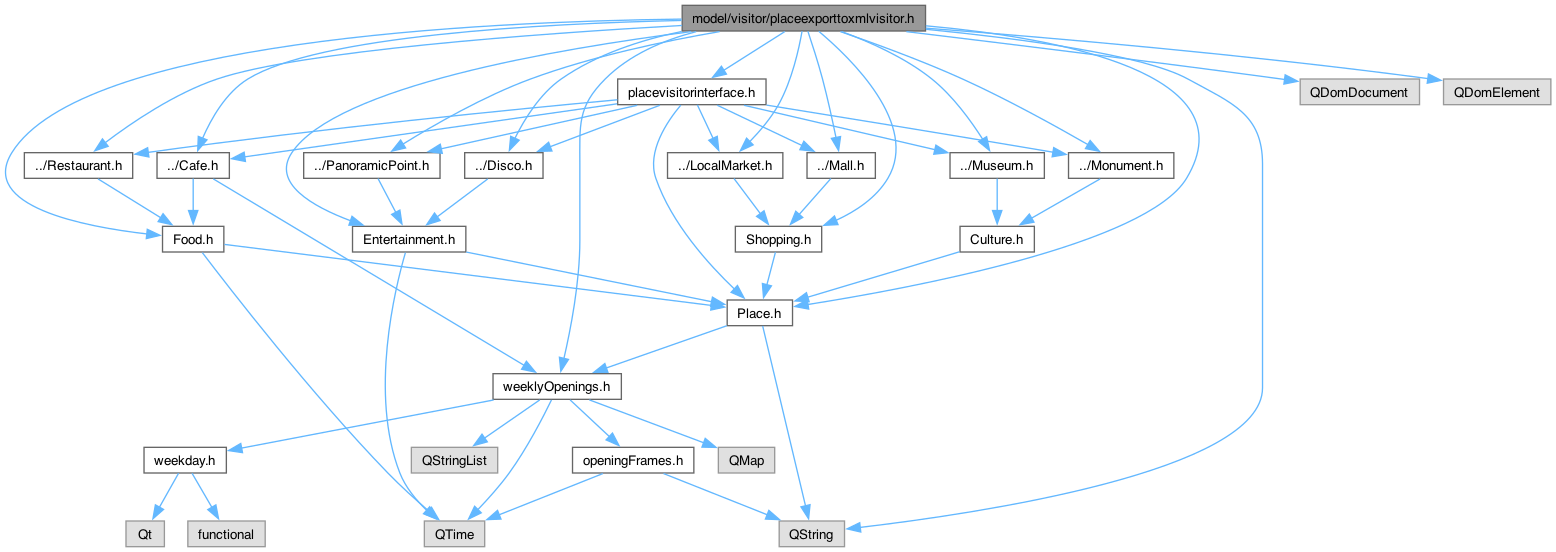 model/visitor/placeexporttoxmlvisitor.h
placevisitorinterface.h
QDomDocument
QDomElement
../Restaurant.h
../Cafe.h
../PanoramicPoint.h
../Disco.h
../LocalMarket.h
../Mall.h
../Museum.h
../Monument.h
Food.h
Entertainment.h
Shopping.h
Culture.h
Place.h
weeklyOpenings.h
weekday.h
QStringList
openingFrames.h
QMap
Qt
functional
QTime
QString